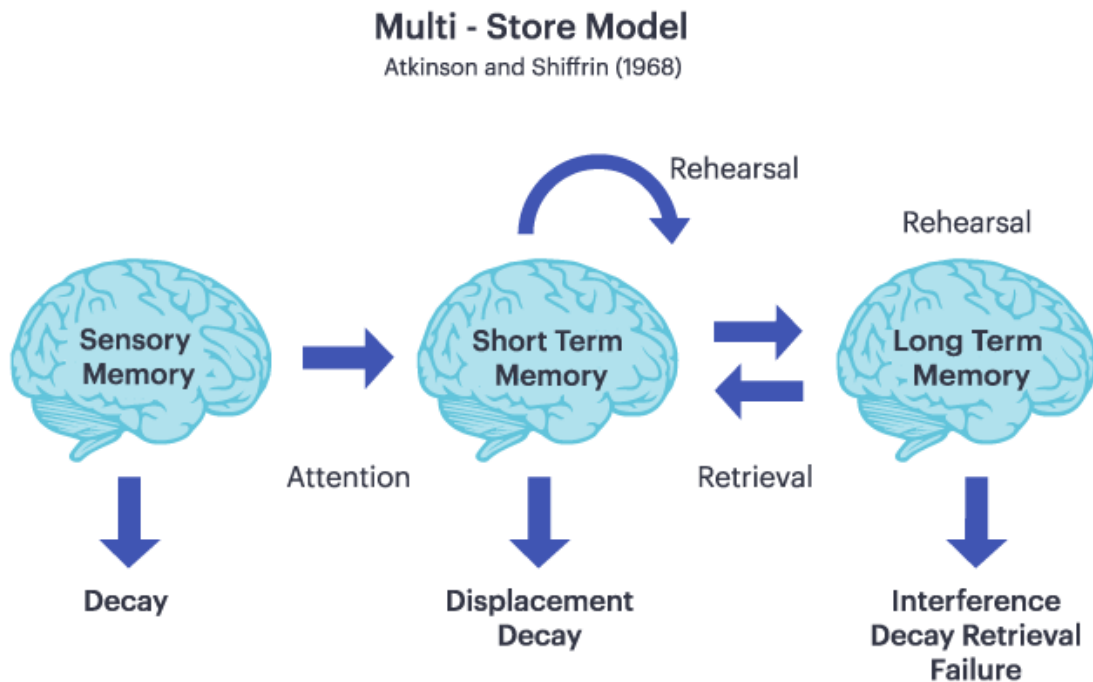 Multi - Store Model
Atkinson and Shiffrin (1968)
Rehearsal
Rehearsal
Sensory
Memory
Short Term
Memory
Long Term
Memory
Attention
Retrieval
Decay
Displacement
Decay
Interference
Decay Retrieval
Failure